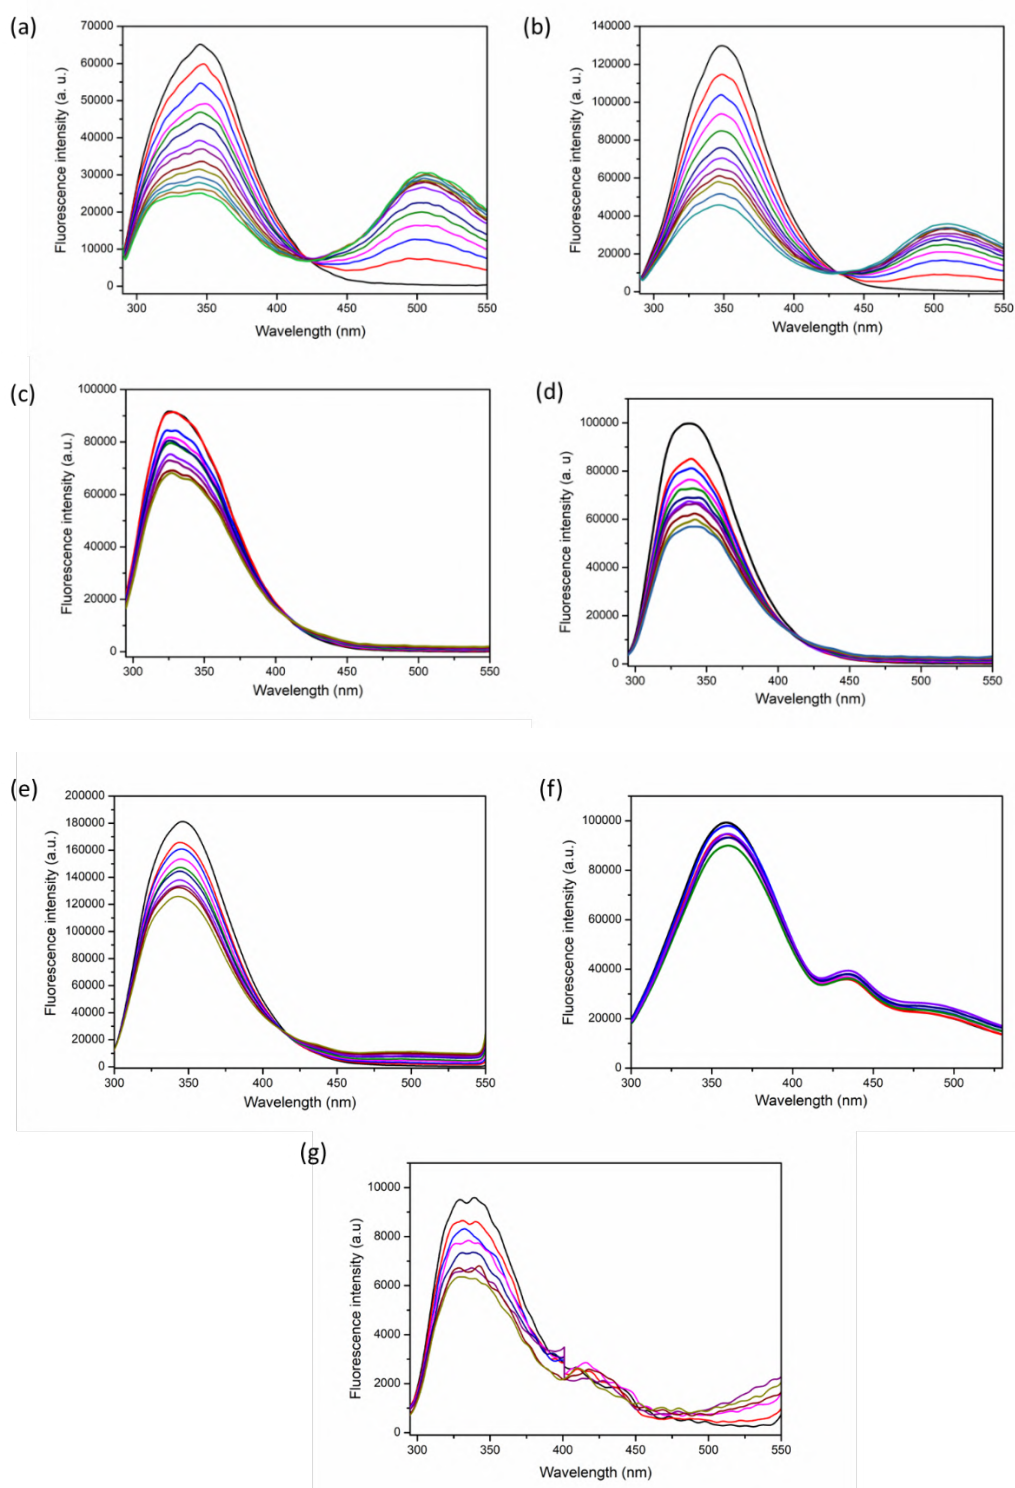 (a)
70000
60000
50000
40000
30000
20000
10000
0
Fluorescence intensity (a. u.)
300 350 400 450 500 550
Wavelength (nm)
(b)
140000
120000
100000
80000
60000
40000
20000
0
Fluorescence intensity (a. u.)
300 350 400 450 500 550
Wavelength (nm)
(c)
100000
80000
60000
40000
20000
0
Fluorescence intensity (a.u.)
300 350 400 450 500 550
Wavelength (nm)
(d)
100000
80000
60000
40000
20000
0
Fluorescence intensity (a. u)
300 350 400 450 500 550
Wavelength (nm)
(e)
200000
180000
160000
140000
120000
100000
80000
60000
40000
20000
0
Fluorescence intensity (a.u.)
300 350 400 450 500 550
Wavelength (nm)
(f)
100000
80000
60000
40000
20000
0
Fluorescence intensity (a.u.)
300 350 400 450 500
Wavelength (nm)
(g)
10000
8000
6000
4000
2000
0
Fluorescence intensity (a.u)
300 350 400 450 500 550
Wavelength (nm)